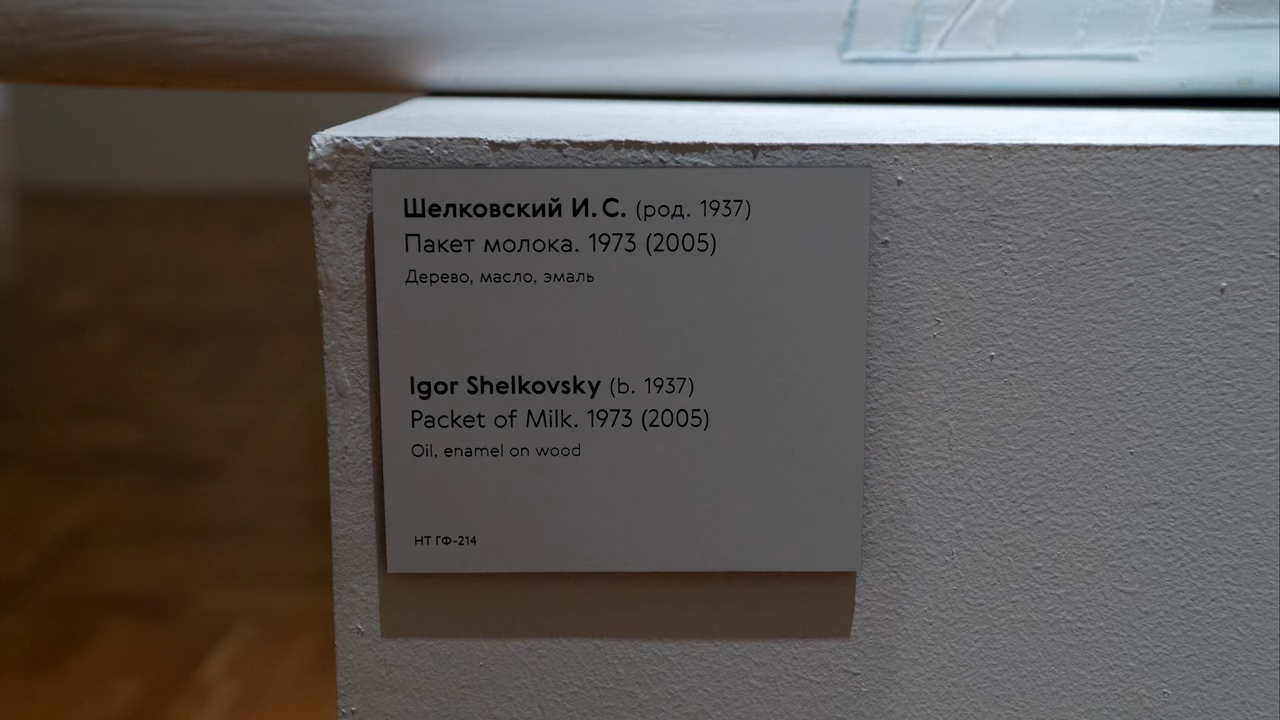 Шелковский И. С. (род. 1937)
Пакет молока. 1973 (2005)
Дерево, масло, эмаль
Igor Shelkovsky (b. 1937)
Packet of Milk. 1973 (2005)
Oil, enamel on wood
НТ ГФ-214